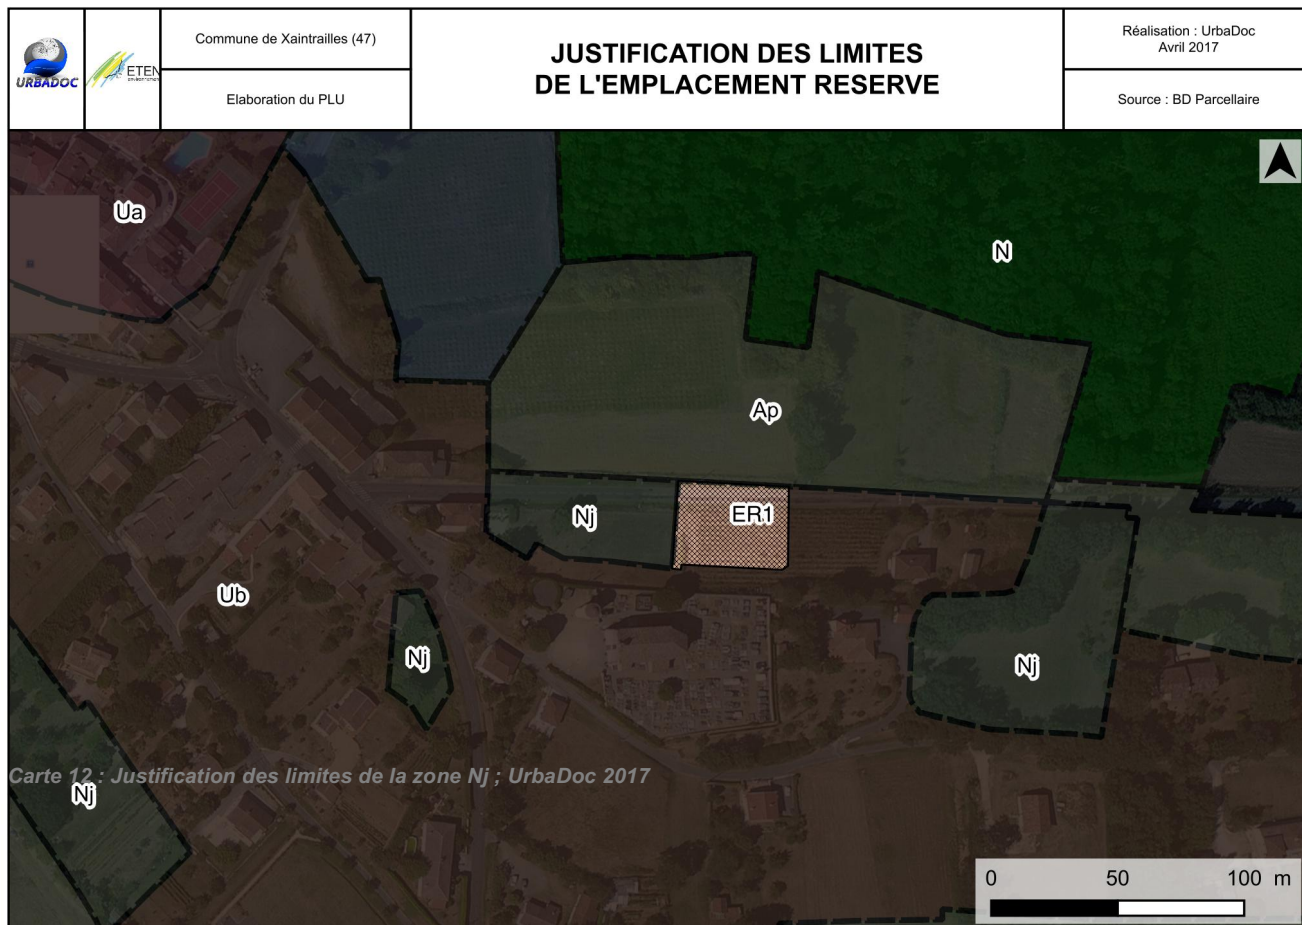 URBADOC
ETEN
environnement
Commune de Xaintrailles (47)
Elaboration du PLU
JUSTIFICATION DES LIMITES
DE L'EMPLACEMENT RESERVE
Réalisation : UrbaDoc
Avril 2017
Source : BD Parcellaire
Ua
N
Ap
Nj
ER1
Ub
Nj
Nj
Carte 12 : Justification des limites de la zone Nj ; UrbaDoc 2017
Nj
0 50 100 m